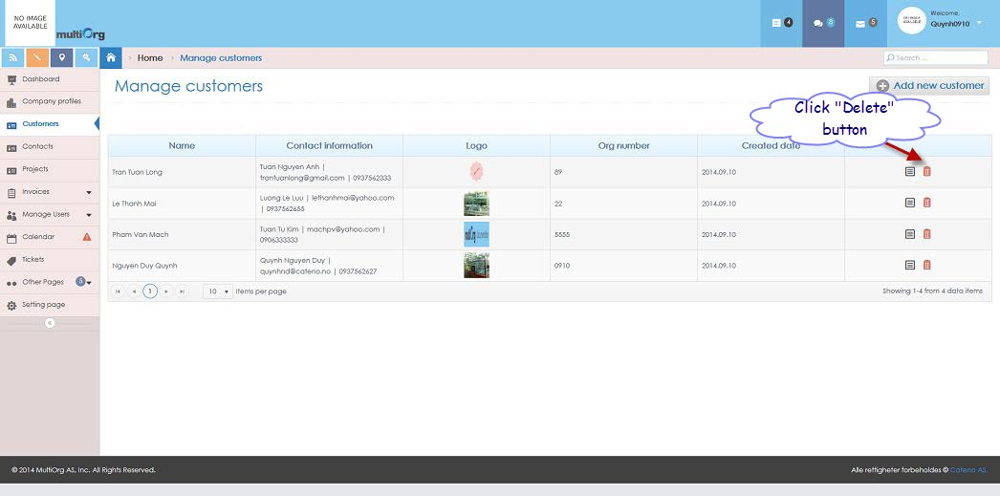 NO IMAGE
AVAILABLE
multiOrg
4
8
5
Welcome,
Quynh0910
Home
Manage customers
Search ...
Dashboard
Company profiles
Customers
Contacts
Projects
Invoices
Manage Users
Calendar
Tickets
Other Pages 5
Setting page
Manage customers
Add new customer
Click "Delete"
button
Name Contact information Logo Org number Created date
Tran Tuan Long
Tuan Nguyen Anh |
trantuanlong@gmail.com | 0937562333
89
2014.09.10
Le Thanh Mai
Luong Le Luu | lethanhmai@yahoo.com
| 0937562655
22
2014.09.10
Pham Van Mach
Tuan Tu Kim | machpv@yahoo.com |
0906333333
5555
2014.09.10
Nguyen Duy Quynh
Quynh Nguyen Duy |
quynhnd@cateno.no | 0937562627
0910
2014.09.10
1
10
items per page
Showing 1-4 from 4 data items
© 2014 MultiOrg AS, Inc. All Rights Reserved.
Alle rettigheter forbeholdes © Cateno AS.